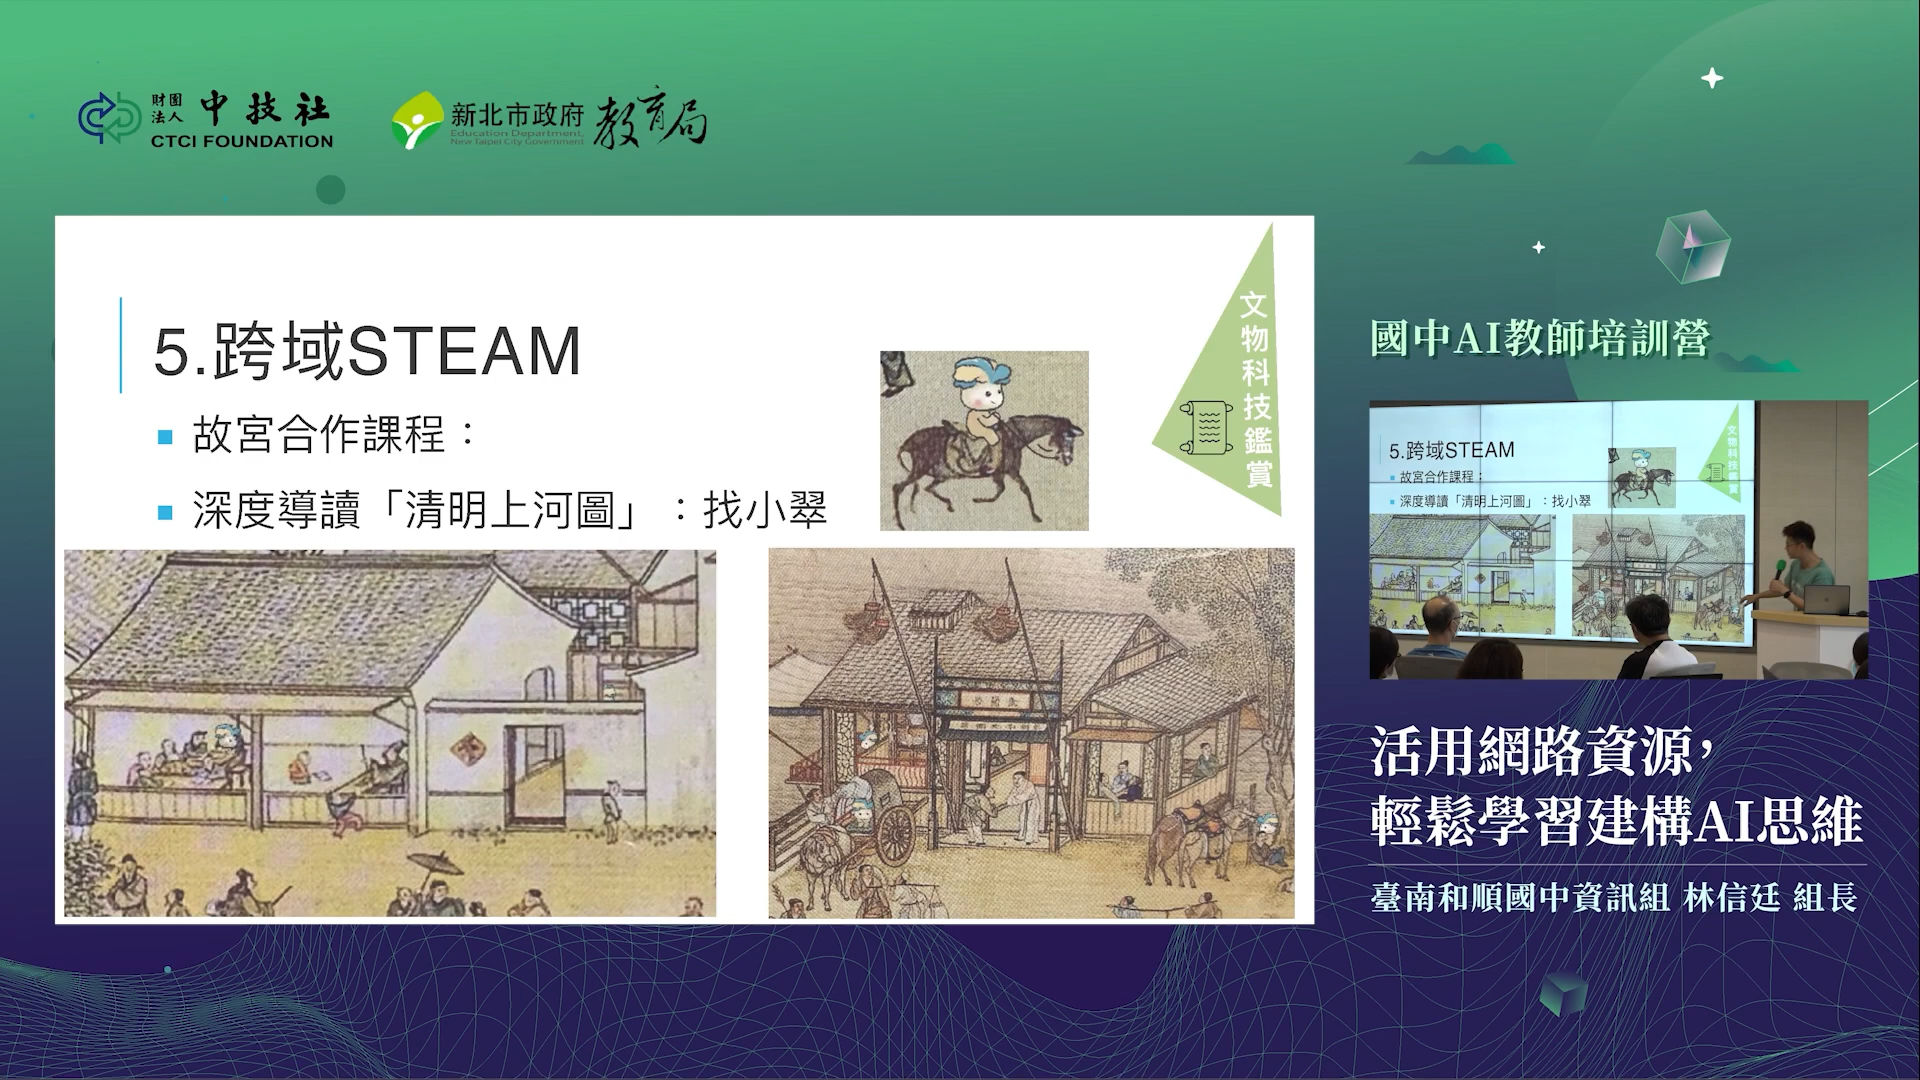 財團法人 中技社
CTCI FOUNDATION
新北市政府 教育局
Education Department,
New Taipei City Government
5.跨域STEAM
故宮合作課程：
深度導讀「清明上河圖」：找小翠
文物科技鑑賞
國中AI教師培訓營
5.跨域STEAM
故宮合作課程：
深度導讀「清明上河圖」：找小翠
文物科技鑑賞
活用網路資源，
輕鬆學習建構AI思維
臺南和順國中資訊組 林信廷 組長